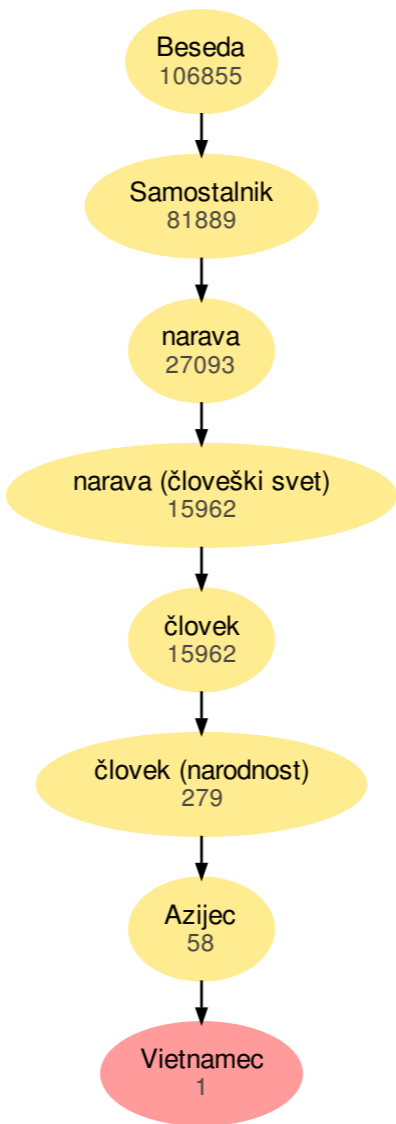 Beseda
106855
Samostalnik
81889
narava
27093
narava (človeški svet)
15962
človek
15962
človek (narodnost)
279
Azijec
58
Vietnamec
1